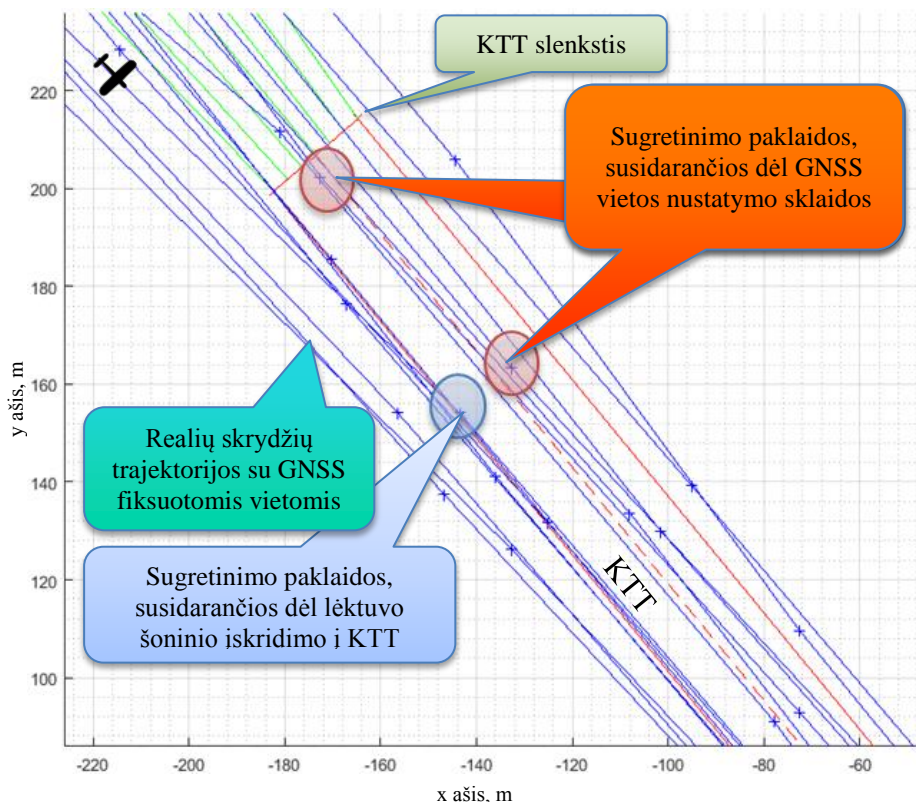 KTT slenkstis
Sugretinimo paklaidos,
susidarančios dėl GNSS
vietos nustatymo sklaidos
Realių skrydžių
trajektorijos su GNSS
fiksuotomis vietomis
Sugretinimo paklaidos,
susidarančios dėl lėktuvo
šoninio įskridimo į KTT
KTT
y ašis, m
220
200
180
160
140
120
100
-220
-200
-180
-160
-140
-120
-100
-80
-60
x ašis, m